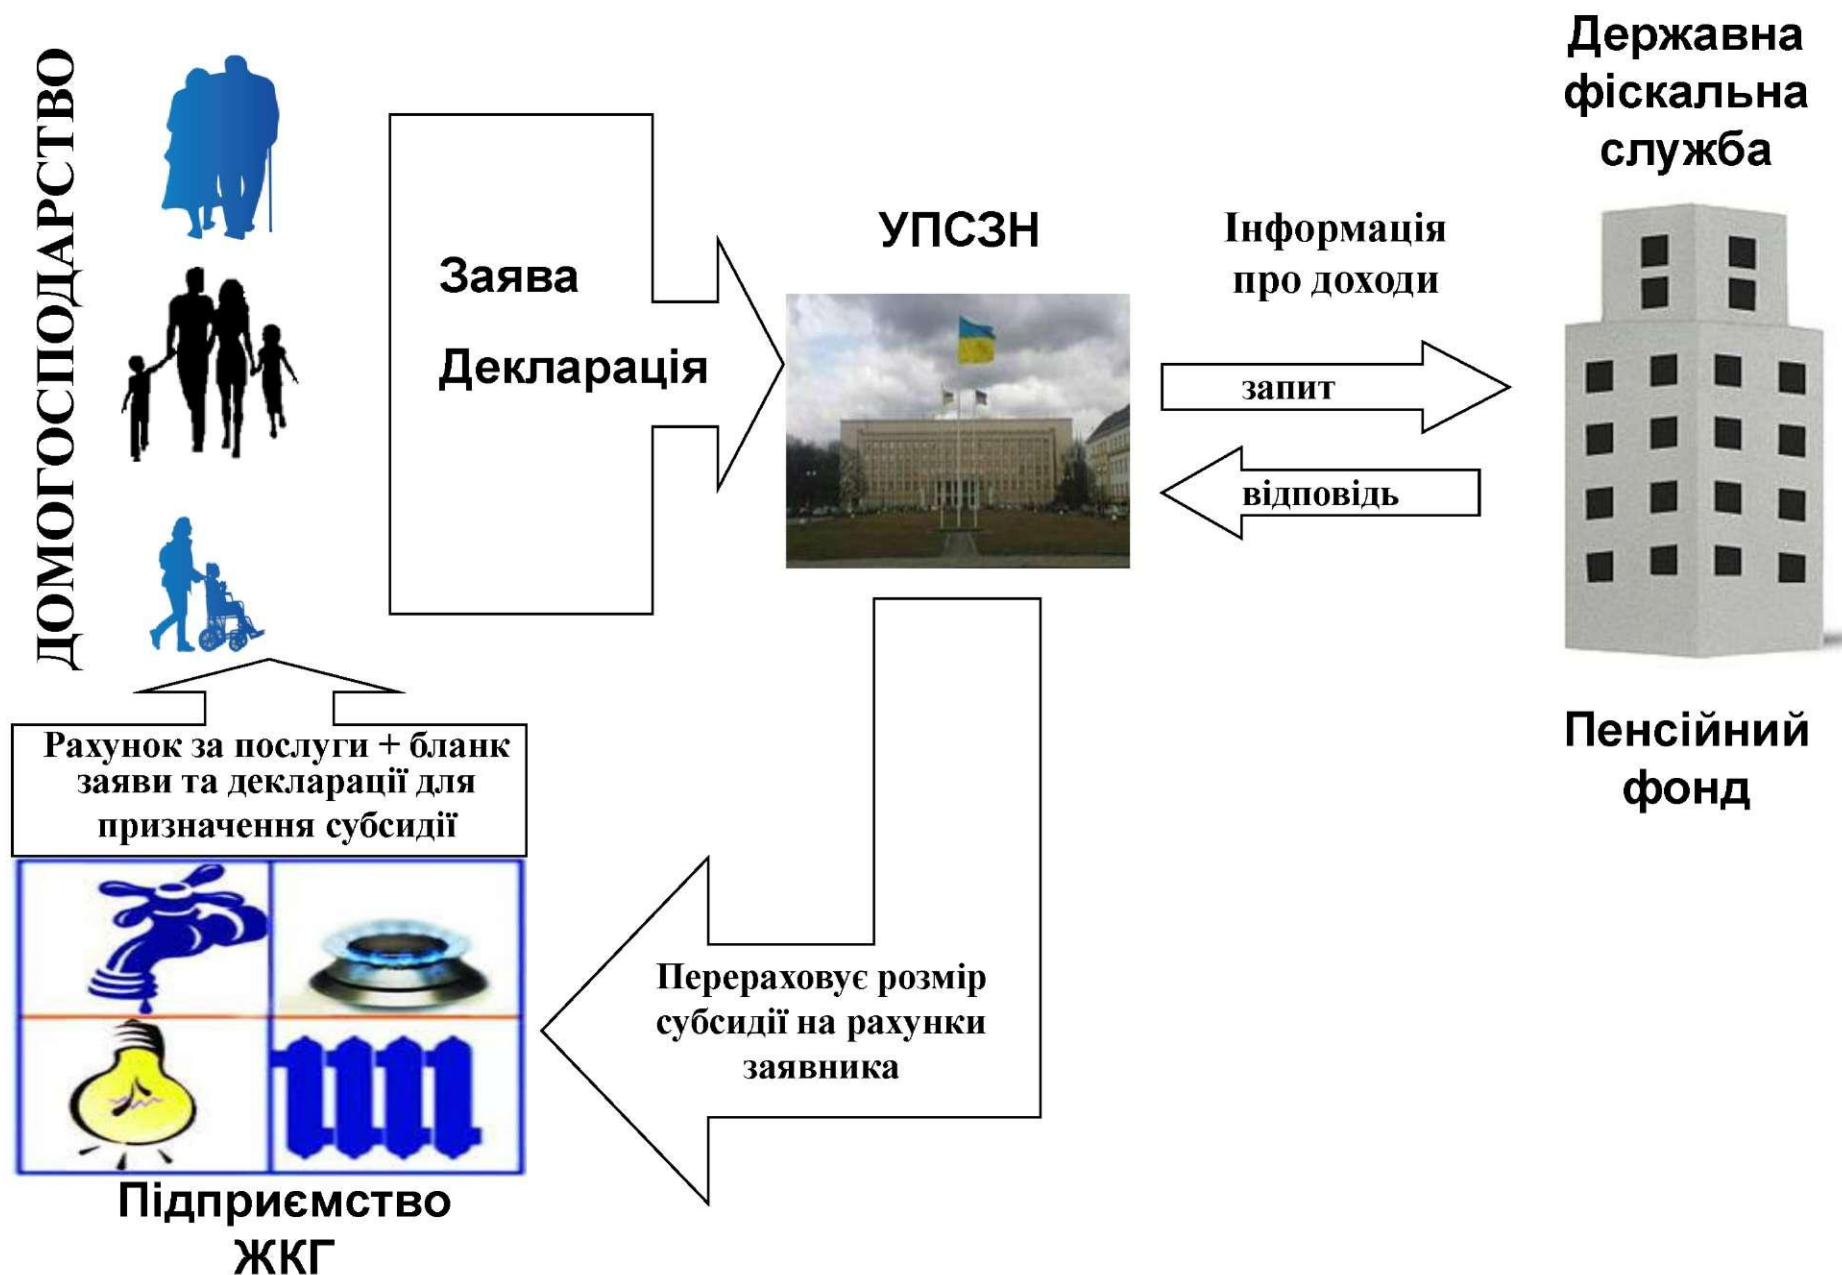 ДОМОГОСПОДАРСТВО
Заява
Декларація
УПСЗН
Інформація
про доходи
запит
відповідь
Державна
фіскальна
служба
Пенсійний
фонд
Рахунок за послуги + бланк
заяви та декларації для
призначення субсидії
Перераховує розмір
субсидії на рахунки
заявника
Підприємство
ЖКГ